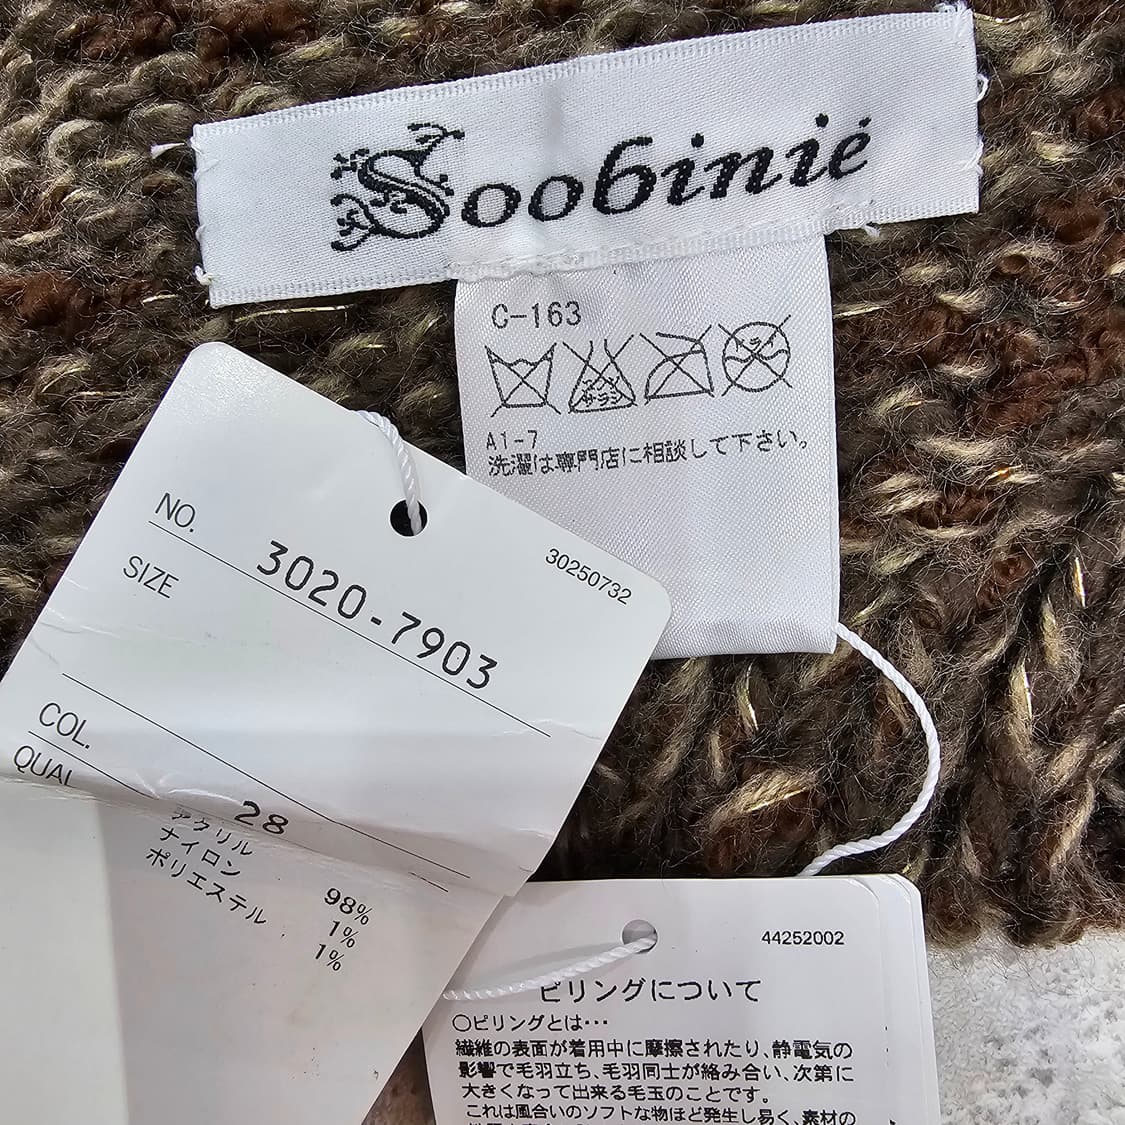 Soobinie
C-163
エンソ
サラシ
ドライ
A1-7
洗濯は専門店に相談して下さい。
NO.
3020-7903
30250732
SIZE
COL.
28
QUAL
アクリル 98%
ナイロン 1%
ポリエステル 1%
44252002
ピリングについて
○ピリングとは…
繊維の表面が着用中に摩擦されたり、静電気の
影響で毛羽立ち、毛羽同士が絡み合い、次第に
大きくなって出来る毛玉のことです。
これは風合いのソフトな物ほど発生し易く、素材の